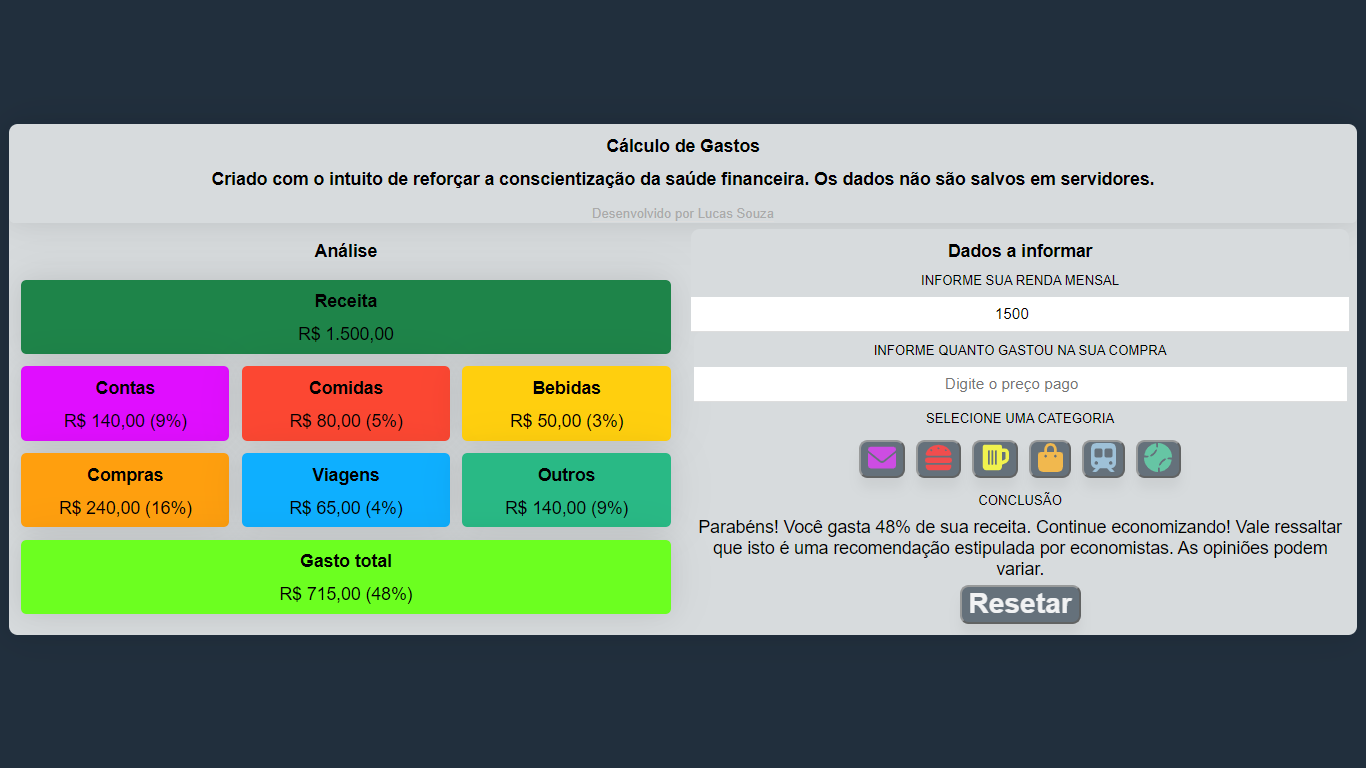 Cálculo de Gastos
Criado com o intuito de reforçar a conscientização da saúde financeira. Os dados não são salvos em servidores.
Desenvolvido por Lucas Souza
Análise
Receita
R$ 1.500,00
Contas
R$ 140,00 (9%)
Comidas
R$ 80,00 (5%)
Bebidas
R$ 50,00 (3%)
Compras
R$ 240,00 (16%)
Viagens
R$ 65,00 (4%)
Outros
R$ 140,00 (9%)
Gasto total
R$ 715,00 (48%)
Dados a informar
INFORME SUA RENDA MENSAL
1500
INFORME QUANTO GASTOU NA SUA COMPRA
Digite o preço pago
SELECIONE UMA CATEGORIA
CONCLUSÃO
Parabéns! Você gasta 48% de sua receita. Continue economizando! Vale ressaltar
que isto é uma recomendação estipulada por economistas. As opiniões podem
variar.
Resetar